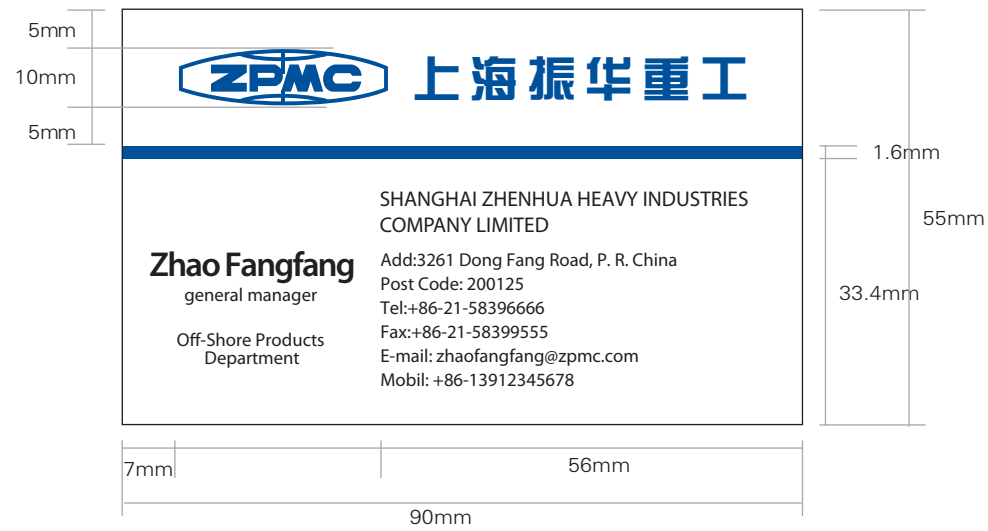 5mm
10mm
5mm
ZPMC 上海振华重工
1.6mm
55mm
33.4mm
SHANGHAI ZHENHUA HEAVY INDUSTRIES
COMPANY LIMITED
Zhao Fangfang
general manager
Off-Shore Products
Department
Add:3261 Dong Fang Road, P. R. China
Post Code: 200125
Tel:+86-21-58396666
Fax:+86-21-58399555
E-mail: zhaofangfang@zpmc.com
Mobil: +86-13912345678
7mm
56mm
90mm